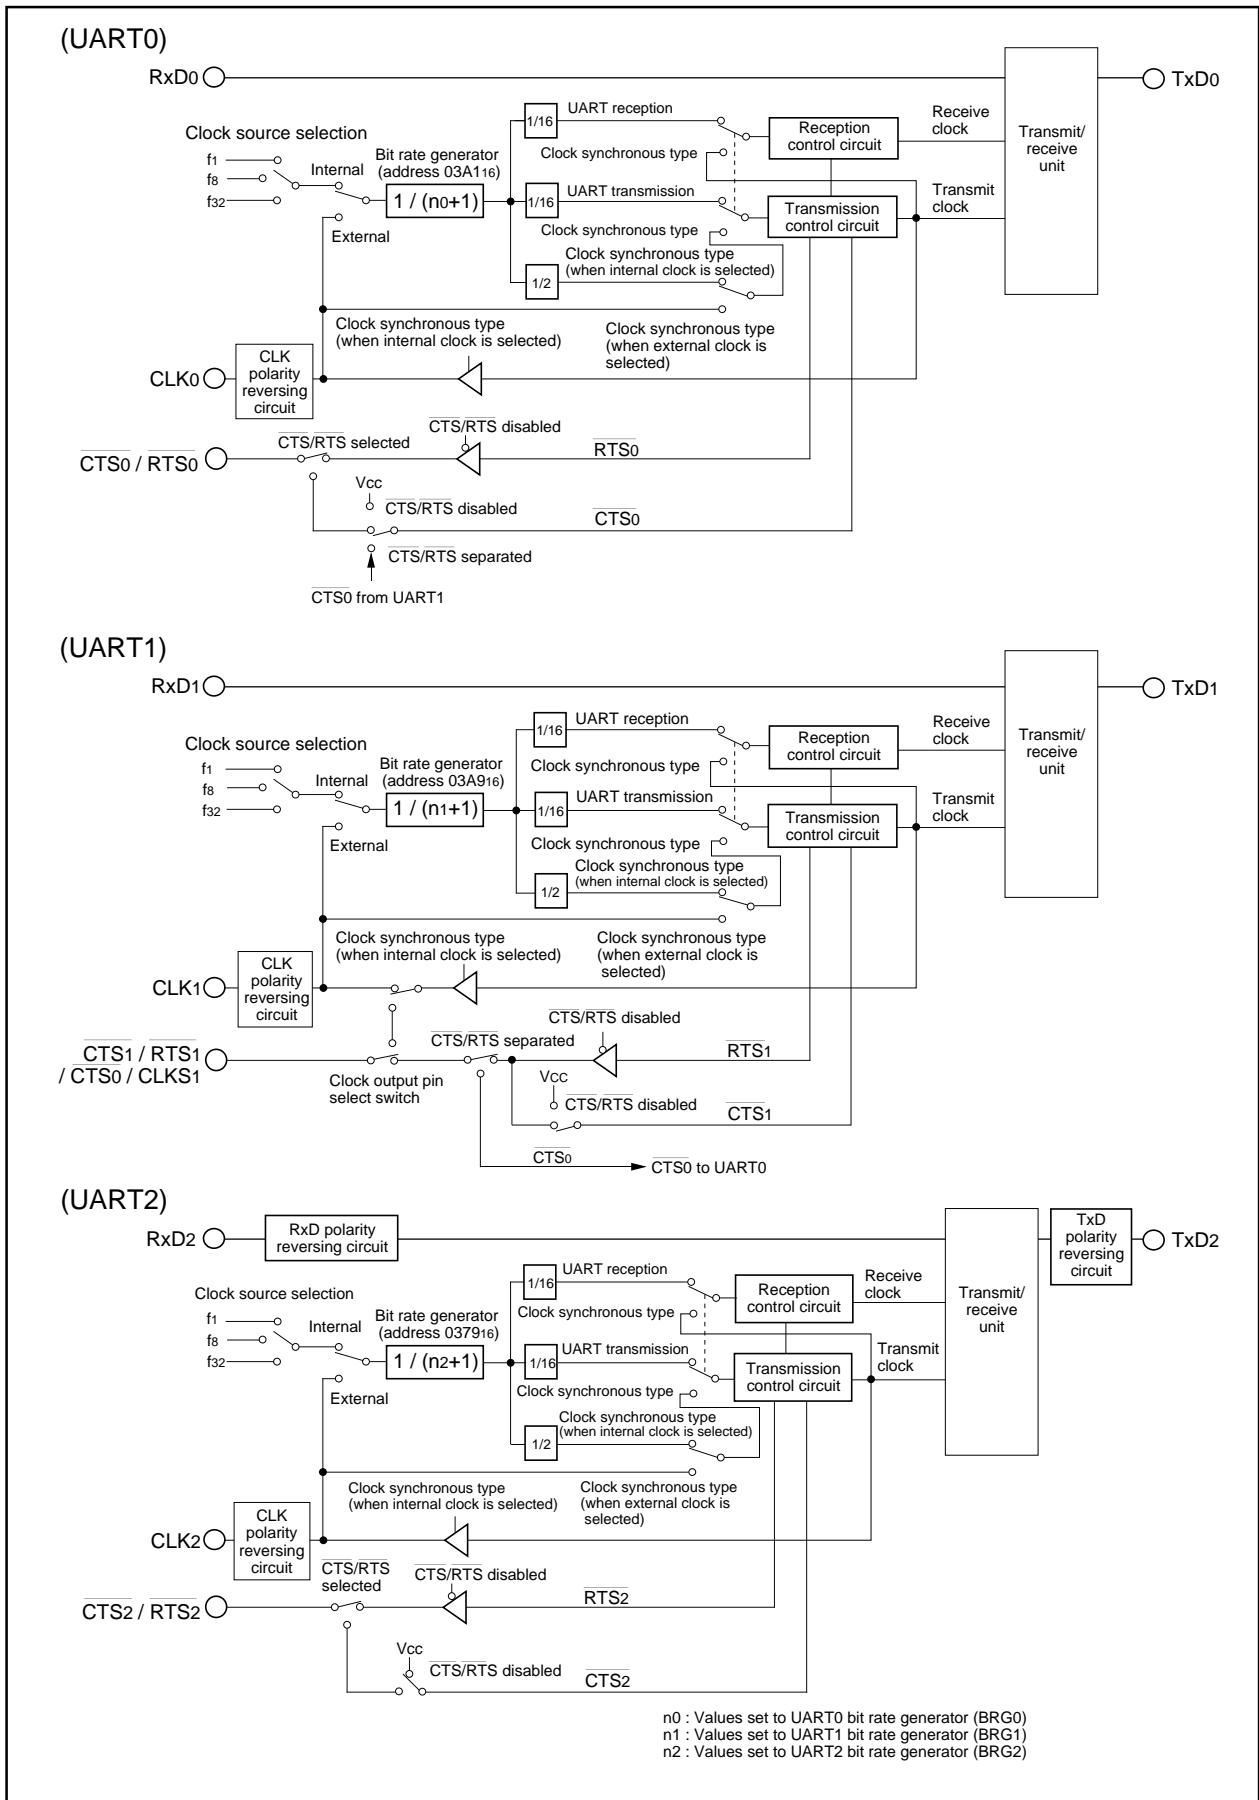 (UART0)
RxD0
TxD0
Clock source selection
f1
f8
f32
Internal
External
Bit rate generator
(address 03A116)
1 / (n0+1)
1/16
UART reception
Clock synchronous type
1/16
UART transmission
Clock synchronous type
Clock synchronous type
(when internal clock is selected)
1/2
Reception
control circuit
Transmission
control circuit
Receive
clock
Transmit
clock
Transmit/
receive
unit
Clock synchronous type
(when internal clock is selected)
Clock synchronous type
(when external clock is
selected)
CLK0
CLK
polarity
reversing
circuit
CTS0 / RTS0
CTS/RTS selected
CTS/RTS disabled
RTS0
Vcc
CTS/RTS disabled
CTS0
CTS/RTS separated
CTS0 from UART1
(UART1)
RxD1
TxD1
Clock source selection
f1
f8
f32
Internal
External
Bit rate generator
(address 03A916)
1 / (n1+1)
1/16
UART reception
Clock synchronous type
1/16
UART transmission
Clock synchronous type
Clock synchronous type
(when internal clock is selected)
1/2
Reception
control circuit
Transmission
control circuit
Receive
clock
Transmit
clock
Transmit/
receive
unit
Clock synchronous type
(when internal clock is selected)
Clock synchronous type
(when external clock is
selected)
CLK1
CLK
polarity
reversing
circuit
CTS1 / RTS1
/ CTS0 / CLKS1
Clock output pin
select switch
CTS/RTS separated
CTS/RTS disabled
RTS1
VCC
CTS/RTS disabled
CTS1
CTS0
CTS0 to UART0
(UART2)
RxD2
RxD polarity
reversing circuit
TxD
polarity
reversing
circuit
TxD2
Clock source selection
f1
f8
f32
Internal
External
Bit rate generator
(address 037916)
1 / (n2+1)
1/16
UART reception
Clock synchronous type
1/16
UART transmission
Clock synchronous type
Clock synchronous type
(when internal clock is selected)
1/2
Reception
control circuit
Transmission
control circuit
Receive
clock
Transmit
clock
Transmit/
receive
unit
Clock synchronous type
(when internal clock is selected)
Clock synchronous type
(when external clock is
selected)
CLK2
CLK
polarity
reversing
circuit
CTS2 / RTS2
CTS/RTS
selected
CTS/RTS disabled
RTS2
Vcc
CTS/RTS disabled
CTS2
n0 : Values set to UART0 bit rate generator (BRG0)
n1 : Values set to UART1 bit rate generator (BRG1)
n2 : Values set to UART2 bit rate generator (BRG2)